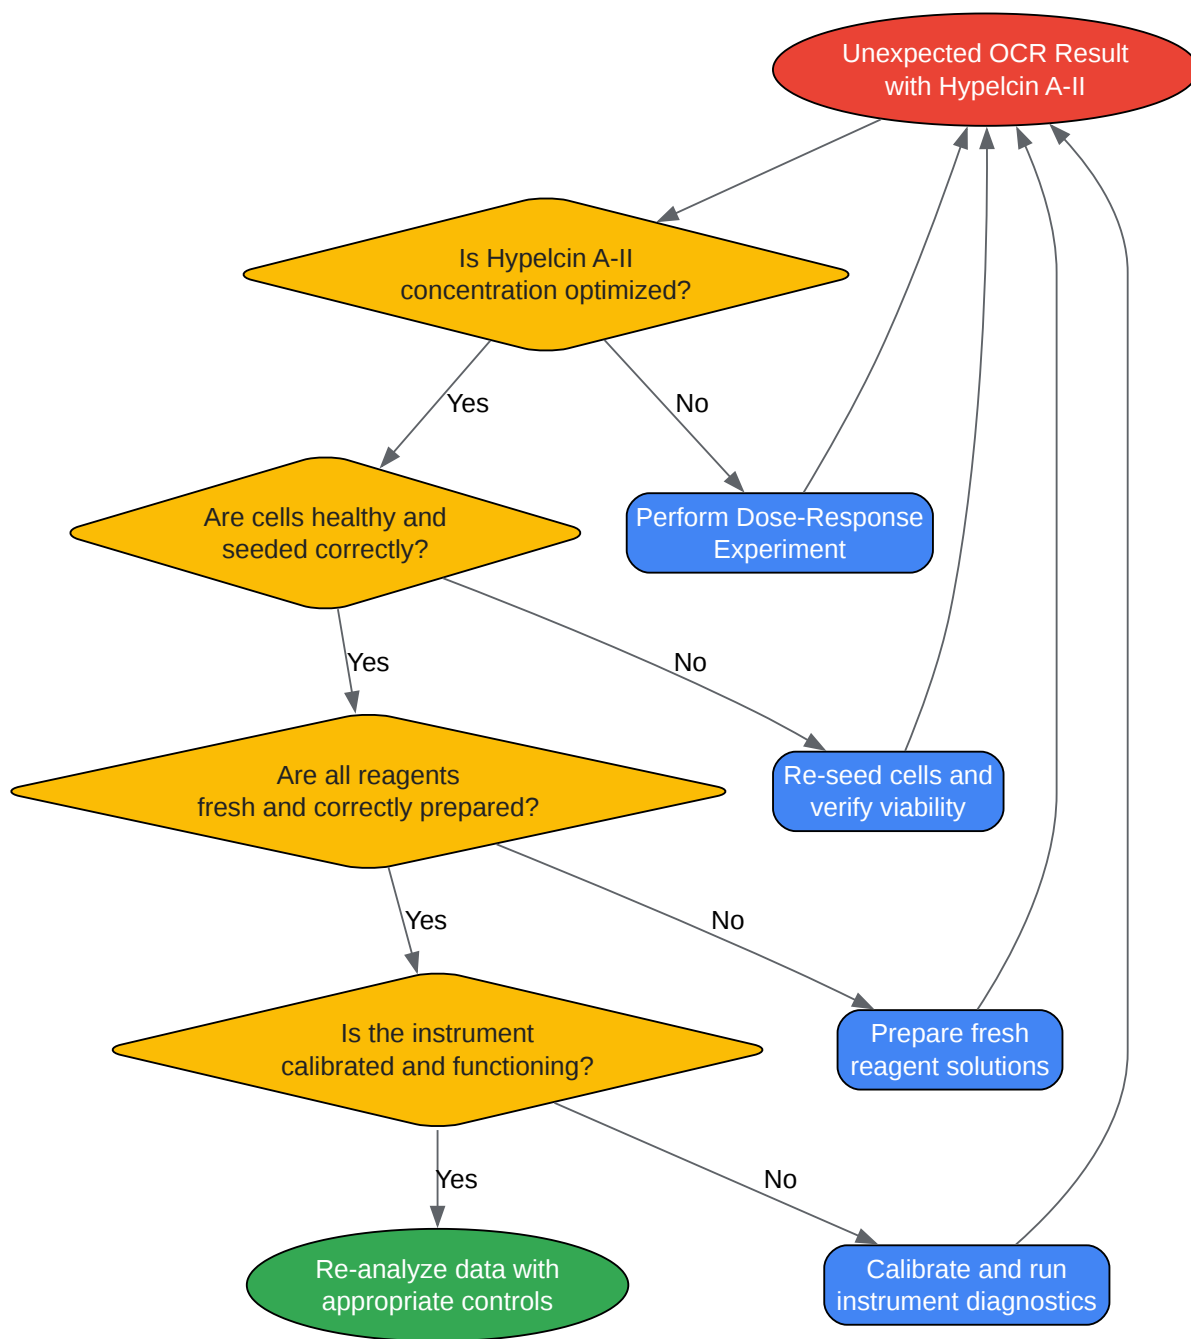 Unexpected OCR Result
with Hypelcin A-II
Is Hypelcin A-II
concentration optimized?
Yes
No
Are cells healthy and
seeded correctly?
Perform Dose-Response
Experiment
Yes
No
Are all reagents
fresh and correctly prepared?
Re-seed cells and
verify viability
Yes
No
Is the instrument
calibrated and functioning?
Prepare fresh
reagent solutions
Yes
No
Re-analyze data with
appropriate controls
Calibrate and run
instrument diagnostics